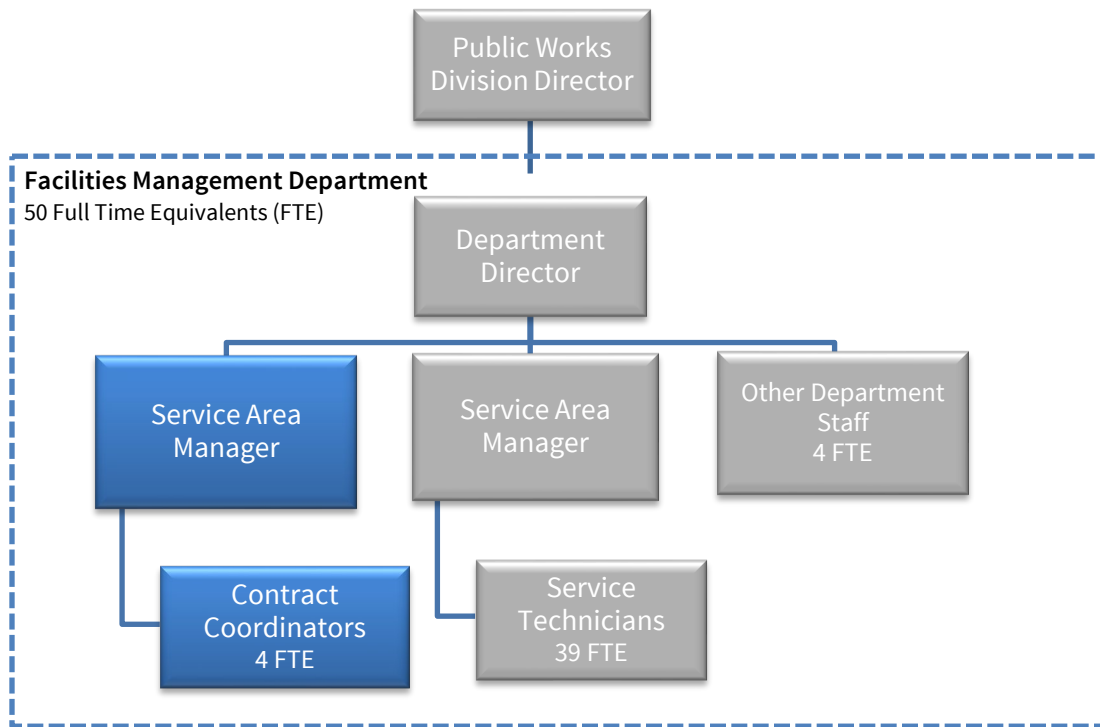 Public Works
Division Director
Facilities Management Department
50 Full Time Equivalents (FTE)
Department
Director
Service Area
Manager
Service Area
Manager
Other Department
Staff
4 FTE
Contract
Coordinators
4 FTE
Service
Technicians
39 FTE